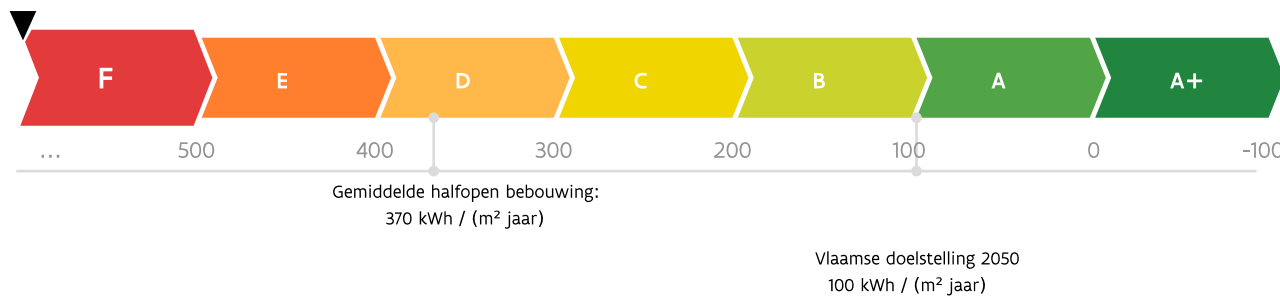 F E D C B A A+
... 500 400 300 200 100 0 -100
Gemiddelde halfopen bebouwing:
370 kWh / (m² jaar)
Vlaamse doelstelling 2050
100 kWh / (m² jaar)